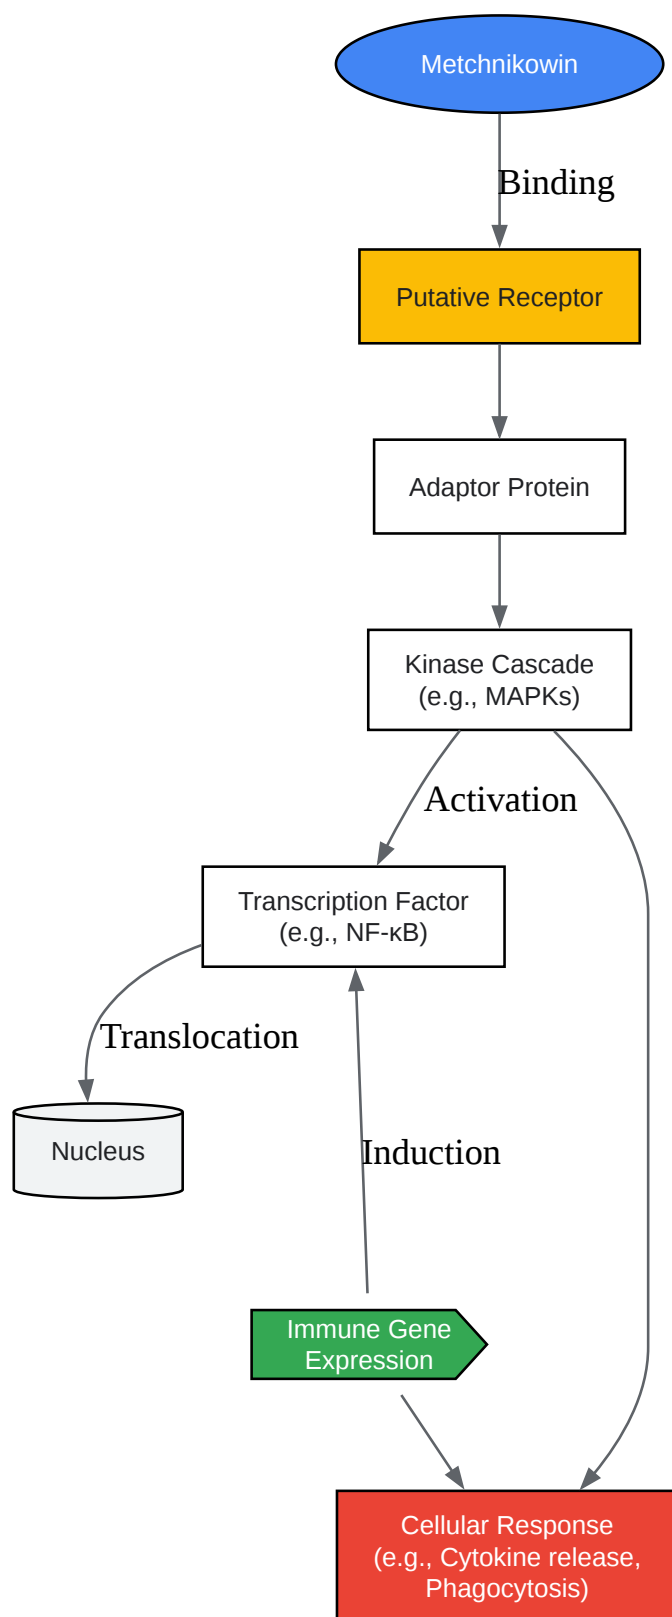 Metchnikowin
Binding
Putative Receptor
Adaptor Protein
Kinase Cascade
(e.g., MAPKs)
Activation
Transcription Factor
(e.g., NF-κB)
Translocation
Nucleus
Induction
Immune Gene
Expression
Cellular Response
(e.g., Cytokine release,
Phagocytosis)